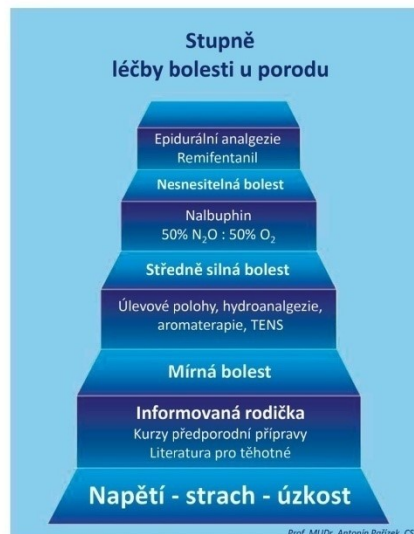 Stupně
léčby bolesti u porodu
Epidurální analgezie
Remifentanil
Nesnesitelná bolest
Nalbuphin
50% N₂O : 50% O₂
Středně silná bolest
Úlevové polohy, hydroanalgezie,
aromaterapie, TENS
Mírná bolest
Informovaná rodička
Kurzy předporodní přípravy
Literatura pro těhotné
Napětí - strach - úzkost
Prof. MUDr. Antonín Pařízek, CS